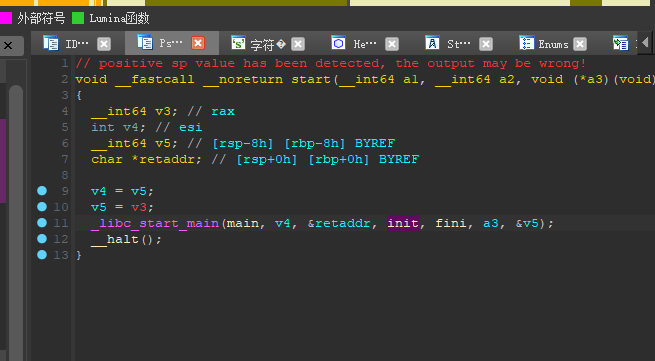 外部符号 Lumina函数
ID… Ps… 字符� He… St… Enums I…
1 // positive sp value has been detected, the output may be wrong!
2 void __fastcall __noreturn start(__int64 a1, __int64 a2, void (*a3)(void)
3 {
4 __int64 v3; // rax
5 int v4; // esi
6 __int64 v5; // [rsp-8h] [rbp-8h] BYREF
7 char *retaddr; // [rsp+0h] [rbp+0h] BYREF
8
9 v4 = v5;
10 v5 = v3;
11 _libc_start_main(main, v4, &retaddr, init, fini, a3, &v5);
12 __halt();
13 }